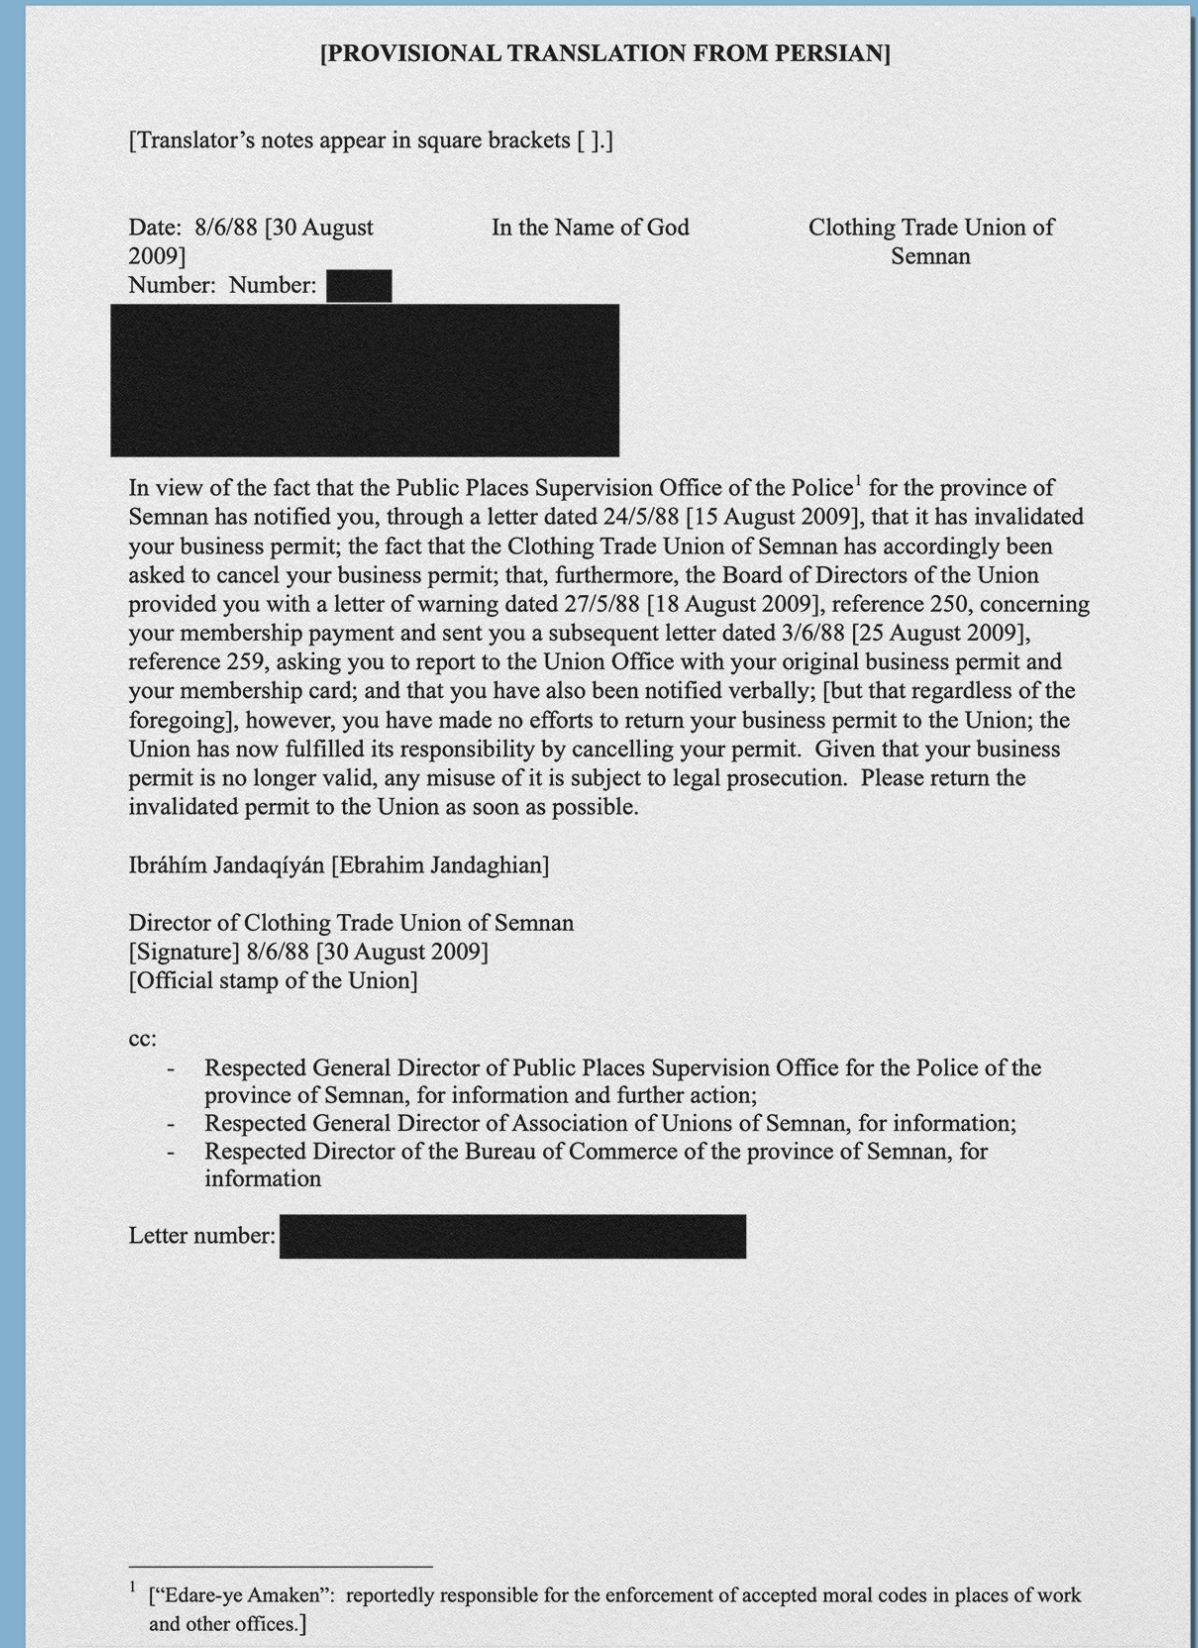 [PROVISIONAL TRANSLATION FROM PERSIAN]
[Translator’s notes appear in square brackets [ ].]
Date:  8/6/88 [30 August
2009]
Number:  Number:
In the Name of God
Clothing Trade Union of
Semnan
In view of the fact that the Public Places Supervision Office of the Police1 for the province of
Semnan has notified you, through a letter dated 24/5/88 [15 August 2009], that it has invalidated
your business permit; the fact that the Clothing Trade Union of Semnan has accordingly been
asked to cancel your business permit; that, furthermore, the Board of Directors of the Union
provided you with a letter of warning dated 27/5/88 [18 August 2009], reference 250, concerning
your membership payment and sent you a subsequent letter dated 3/6/88 [25 August 2009],
reference 259, asking you to report to the Union Office with your original business permit and
your membership card; and that you have also been notified verbally; [but that regardless of the
foregoing], however, you have made no efforts to return your business permit to the Union; the
Union has now fulfilled its responsibility by cancelling your permit.  Given that your business
permit is no longer valid, any misuse of it is subject to legal prosecution.  Please return the
invalidated permit to the Union as soon as possible.
Ibráhím Jandaqíyán [Ebrahim Jandaghian]
Director of Clothing Trade Union of Semnan
[Signature] 8/6/88 [30 August 2009]
[Official stamp of the Union]
cc:
- Respected General Director of Public Places Supervision Office for the Police of the
province of Semnan, for information and further action;
- Respected General Director of Association of Unions of Semnan, for information;
- Respected Director of the Bureau of Commerce of the province of Semnan, for
information
Letter number:
1 [“Edare-ye Amaken”:  reportedly responsible for the enforcement of accepted moral codes in places of work
and other offices.]